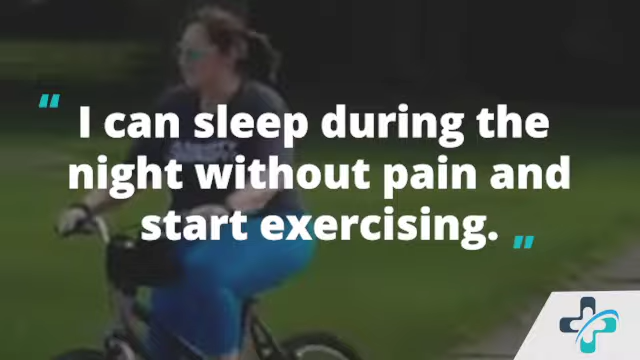 " I can sleep during the
night without pain and
start exercising. "